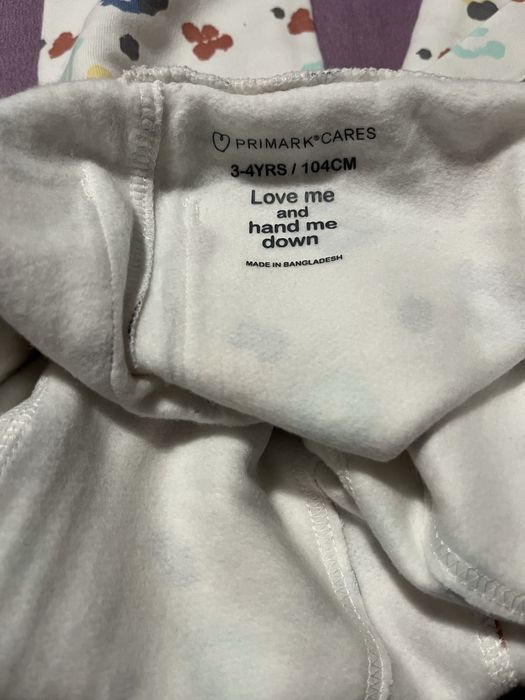 PRIMARK®CARES
3-4YRS / 104CM
Love me
and
hand me
down
MADE IN BANGLADESH